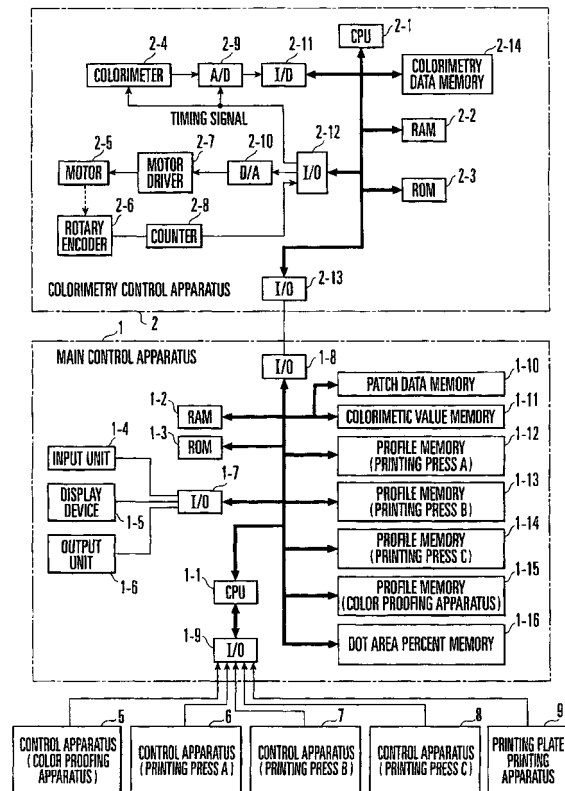 CPU
2-1
2-4
2-9
2-11
2-14
COLORIMETER
A/D
I/D
COLORIMETRY
DATA MEMORY
TIMING SIGNAL
2-2
2-5
2-7
2-10
2-12
RAM
MOTOR
MOTOR
DRIVER
D/A
I/O
2-3
ROM
2-6
2-8
ROTARY
ENCODER
COUNTER
2-13
COLORIMETRY CONTROL APPARATUS
I/O
2
1
MAIN CONTROL APPARATUS
I/O
1-8
1-10
PATCH DATA MEMORY
1-2
RAM
1-11
COLORIMETIC VALUE MEMORY
1-3
ROM
1-4
INPUT UNIT
1-12
PROFILE MEMORY
(PRINTING PRESS A)
1-7
I/O
1-13
DISPLAY
DEVICE
1-5
PROFILE MEMORY
(PRINTING PRESS B)
1-14
OUTPUT
UNIT
1-6
PROFILE MEMORY
(PRINTING PRESS C)
1-15
1-1
CPU
PROFILE MEMORY
(COLOR PROOFING APPARATUS)
1-16
1-9
I/O
DOT AREA PERCENT MEMORY
5
6
7
8
9
CONTROL APPARATUS
(COLOR PROOFING
APPARATUS)
CONTROL APPARATUS
(PRINTING PRESS A)
CONTROL APPARATUS
(PRINTING PRESS B)
CONTROL APPARATUS
(PRINTING PRESS C)
PRINTING PLATE
PRINTING
APPARATUS